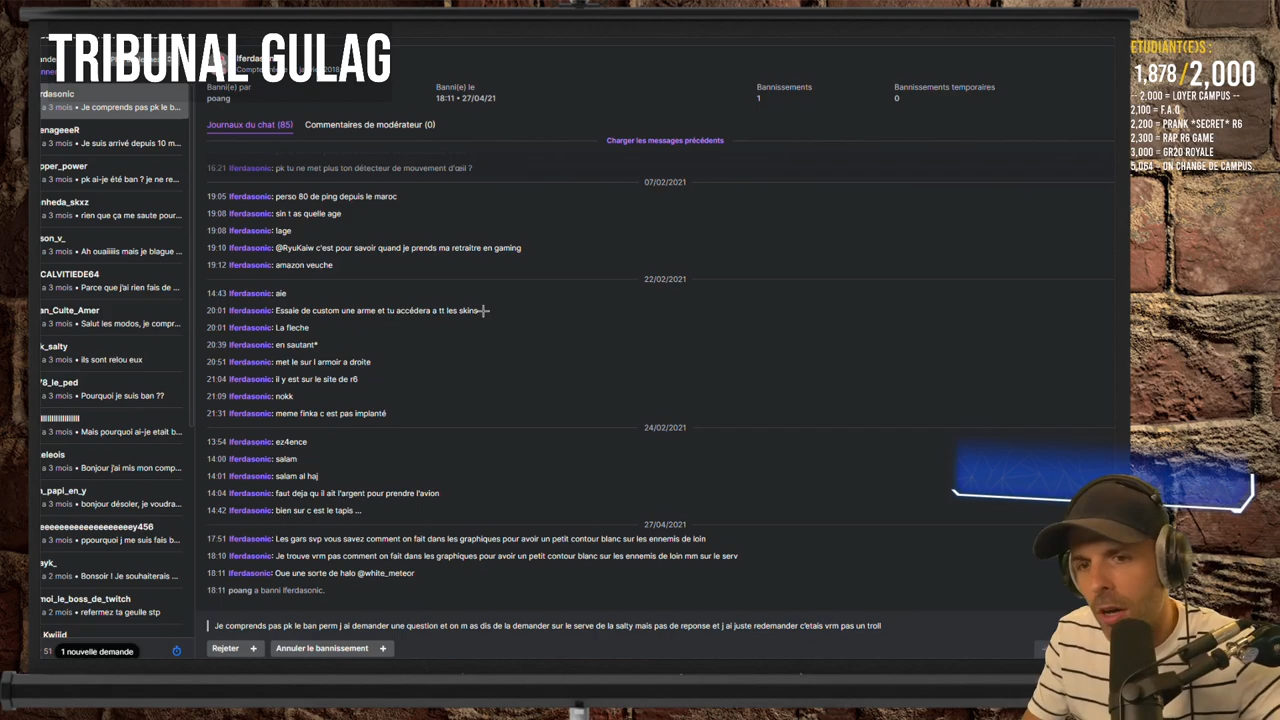 TRIBUNAL GULAG
Banni(e) par
poang
Banni(e) le
18:11 • 27/04/21
Bannissements
1
Bannissements temporaires
0
Journaux du chat (85)
Commentaires de modérateur (0)
Charger les messages précédents
16:21 lferdasonic: pk tu ne met plus ton détecteur de mouvement d'œil ?
07/02/2021
19:05 lferdasonic: perso 80 de ping depuis le maroc
19:08 lferdasonic: sin t as quelle age
19:08 lferdasonic: lage
19:10 lferdasonic: @RyuKaiw c'est pour savoir quand je prends ma retraitre en gaming
19:12 lferdasonic: amazon veuche
22/02/2021
14:43 lferdasonic: aie
20:01 lferdasonic: Essaie de custom une arme et tu accédera a tt les skins
20:01 lferdasonic: La fleche
20:39 lferdasonic: en sautant*
20:51 lferdasonic: met le sur l armoir a droite
21:04 lferdasonic: il y est sur le site de r6
21:09 lferdasonic: nokk
21:31 lferdasonic: meme finka c est pas implanté
24/02/2021
13:54 lferdasonic: ez4ence
14:00 lferdasonic: salam
14:01 lferdasonic: salam al haj
14:04 lferdasonic: faut deja qu il ait l'argent pour prendre l'avion
14:42 lferdasonic: bien sur c est le tapis ...
27/04/2021
17:51 lferdasonic: Les gars svp vous savez comment on fait dans les graphiques pour avoir un petit contour blanc sur les ennemis de loin
18:10 lferdasonic: Je trouve vrm pas comment on fait dans les graphiques pour avoir un petit contour blanc sur les ennemis de loin mm sur le serv
18:11 lferdasonic: Oue une sorte de halo @white_meteor
18:11 poang a banni lferdasonic.
Je comprends pas pk le ban perm j ai demander une question et on m as dis de la demander sur le serve de la salty mais pas de reponse et j ai juste redemander c'etais vrm pas un troll
Rejeter +
Annuler le bannissement +
rdasonic
a 3 mois • Je comprends pas pk le b...
enageeeR
a 3 mois • Je suis arrivé depuis 10 m...
pper_power
a 3 mois • pk ai-je été ban ? je ne re...
nheda_skxz
a 3 mois • rien que ça me saute pour...
son_v_
a 3 mois • Ah ouaiiiiis mais je blague ...
CALVITIEDE64
a 3 mois • Parce que j'ai rien fais de ...
an_Culte_Amer
a 3 mois • Salut les modos, je compr...
k_salty
a 3 mois • ils sont relou eux
78_le_ped
a 3 mois • Pourquoi je suis ban ??
a 3 mois • Mais pourquoi ai-je etait b...
eleois
a 3 mois • Bonjour j'ai mis mon comp...
_papi_en_y
a 3 mois • bonjour désoler, je voudra...
eeeeeeeeeeeeeeeeeey456
a 3 mois • ppourquoi j me suis fais b...
ayk_
a 2 mois • Bonsoir ! Je souhaiterais ...
moi_le_boss_de_twitch
a 2 mois • refermez ta geulle stp
Kwiiid
51
1 nouvelle demande
ETUDIANT(E)S :
1,878 / 2,000
-- 2,000 = LOYER CAMPUS --
2,100 = F.A.Q
2,200 = PRANK *SECRET* R6
2,300 = RAP R6 GAME
3,000 = GR20 ROYALE
5,064 = ON CHANGE DE CAMPUS.